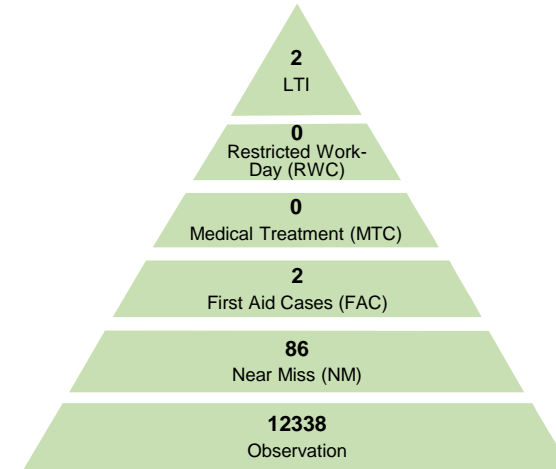 2
LTI
0
Restricted Work-
Day (RWC)
0
Medical Treatment (MTC)
2
First Aid Cases (FAC)
86
Near Miss (NM)
12338
Observation